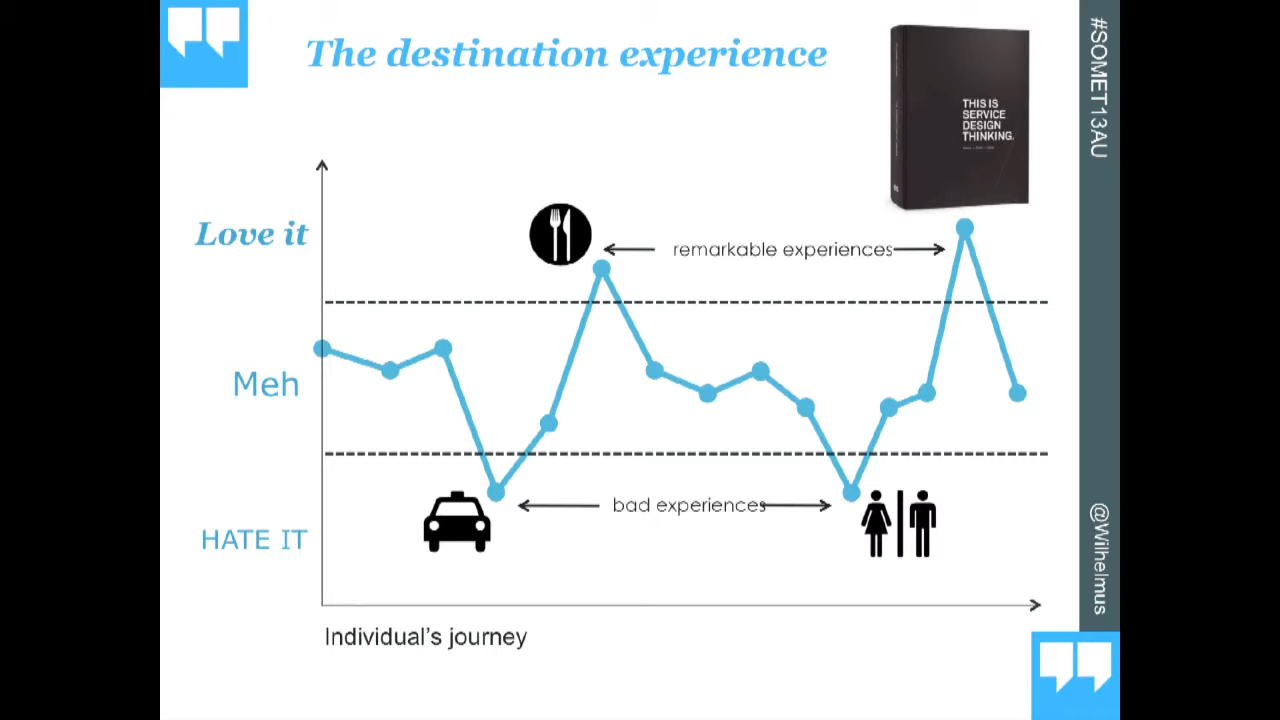 The destination experience
THIS IS
SERVICE
DESIGN
THINKING.
#SOMET13AU
Love it
remarkable experiences
Meh
bad experiences
HATE IT
@Wilhelmus
Individual's journey